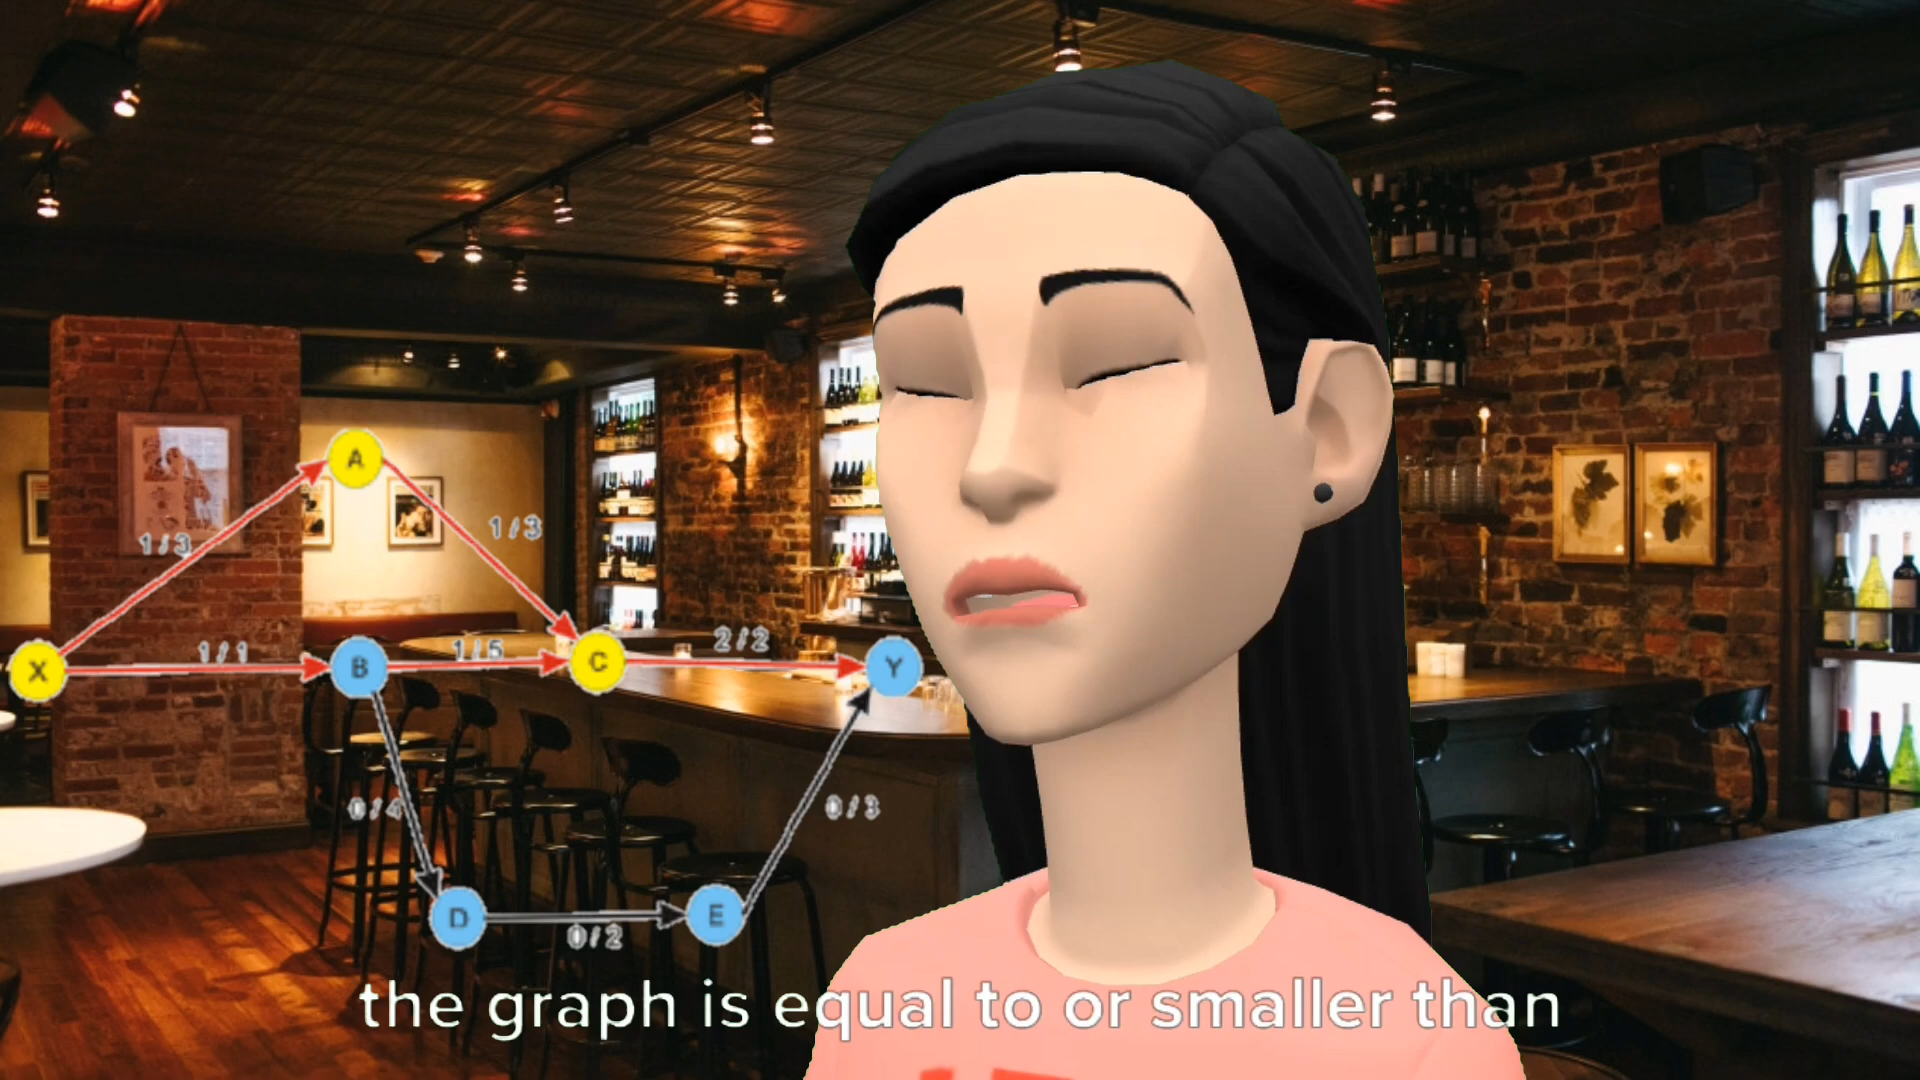 A
1/3
1/3
X
1/1
B
1/5
C
2/2
Y
0/4
0/3
D
E
0/2
the graph is equal to or smaller than